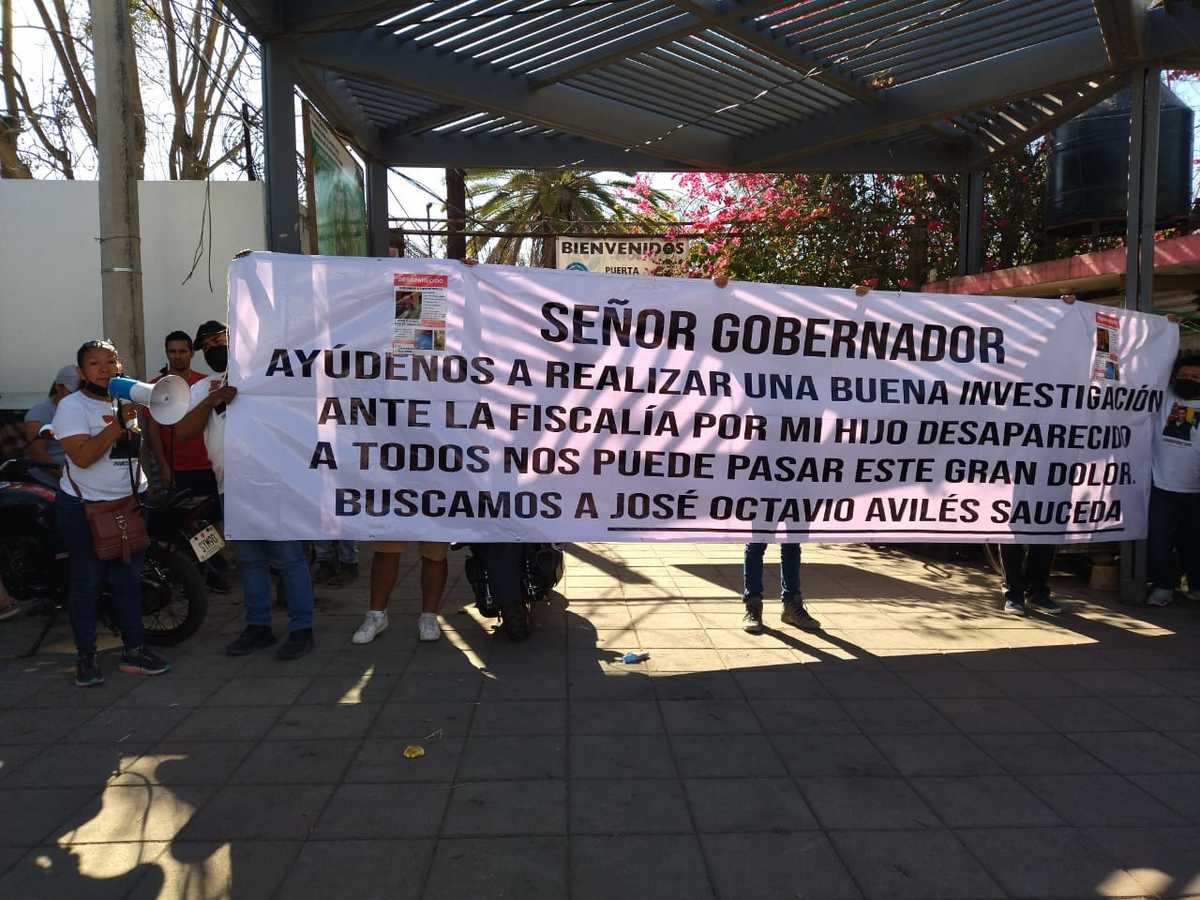 BIENVENIDOS
PUERTA
DESAPARECIDO
SEÑOR GOBERNADOR
AYÚDENOS A REALIZAR UNA BUENA INVESTIGACIÓN
ANTE LA FISCALÍA POR MI HIJO DESAPARECIDO
A TODOS NOS PUEDE PASAR ESTE GRAN DOLOR.
BUSCAMOS A JOSÉ OCTAVIO AVILÉS SAUCEDA